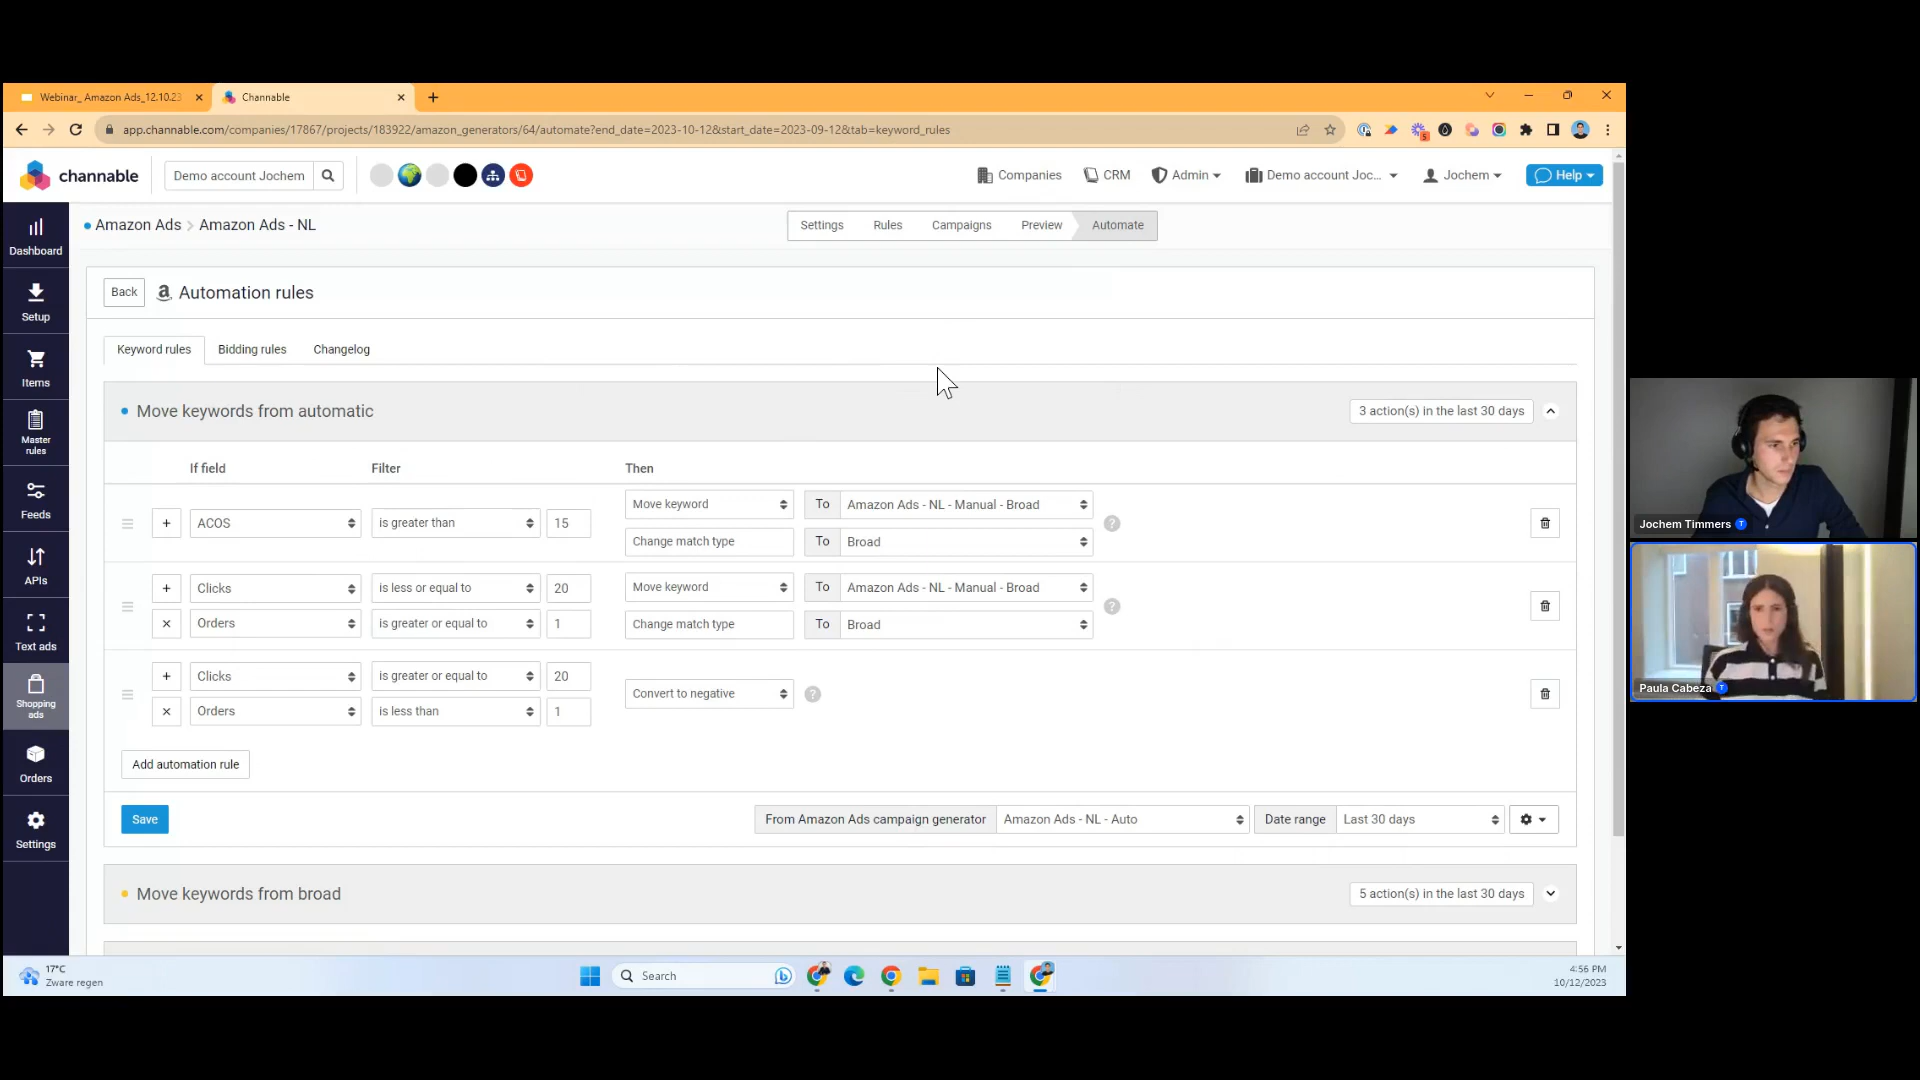 Webinar_ Amazon Ads_12.10.23
Channable
app.channable.com/companies/17867/projects/183922/amazon_generators/64/automate?end_date=2023-10-12&start_date=2023-09-12&tab=keyword_rules
5
channable
Demo account Jochem
Companies
CRM
Admin
Demo account Joc...
Jochem
Help
Amazon Ads > Amazon Ads - NL
Settings
Rules
Campaigns
Preview
Automate
Dashboard
Setup
Items
Master rules
Feeds
APIs
Text ads
Shopping ads
Orders
Settings
Back
a Automation rules
Keyword rules
Bidding rules
Changelog
Move keywords from automatic
3 action(s) in the last 30 days
If field
Filter
Then
+ ACOS is greater than 15 Move keyword To Amazon Ads - NL - Manual - Broad ?
Change match type To Broad
+ Clicks is less or equal to 20 Move keyword To Amazon Ads - NL - Manual - Broad ?
× Orders is greater or equal to 1 Change match type To Broad
+ Clicks is greater or equal to 20 Convert to negative ?
× Orders is less than 1
Add automation rule
Save
From Amazon Ads campaign generator Amazon Ads - NL - Auto
Date range Last 30 days
Move keywords from broad
5 action(s) in the last 30 days
17°C
Zware regen
Search
4:56 PM
10/12/2023
Jochem Timmers
Paula Cabeza